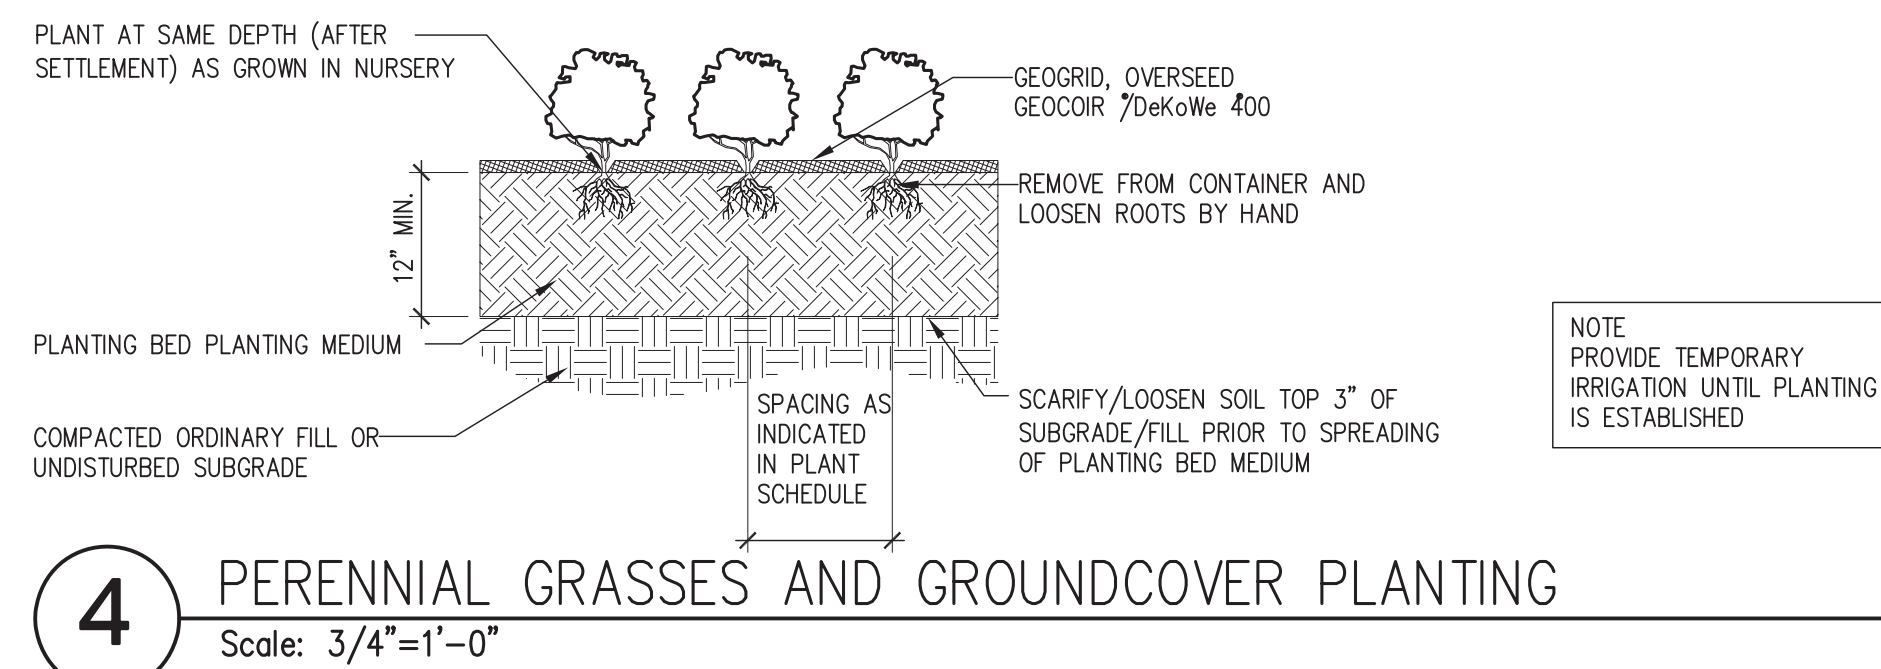 PLANT AT SAME DEPTH (AFTER
SETTLEMENT) AS GROWN IN NURSERY
GEOGRID, OVERSEED
GEOCOIR ®/DeKoWe ® 400
REMOVE FROM CONTAINER AND
LOOSEN ROOTS BY HAND
12" MIN.
PLANTING BED PLANTING MEDIUM
COMPACTED ORDINARY FILL OR
UNDISTURBED SUBGRADE
SPACING AS
INDICATED
IN PLANT
SCHEDULE
SCARIFY/LOOSEN SOIL TOP 3" OF
SUBGRADE/FILL PRIOR TO SPREADING
OF PLANTING BED MEDIUM
NOTE
PROVIDE TEMPORARY
IRRIGATION UNTIL PLANTING
IS ESTABLISHED
4
PERENNIAL GRASSES AND GROUNDCOVER PLANTING
Scale: 3/4"=1'-0"